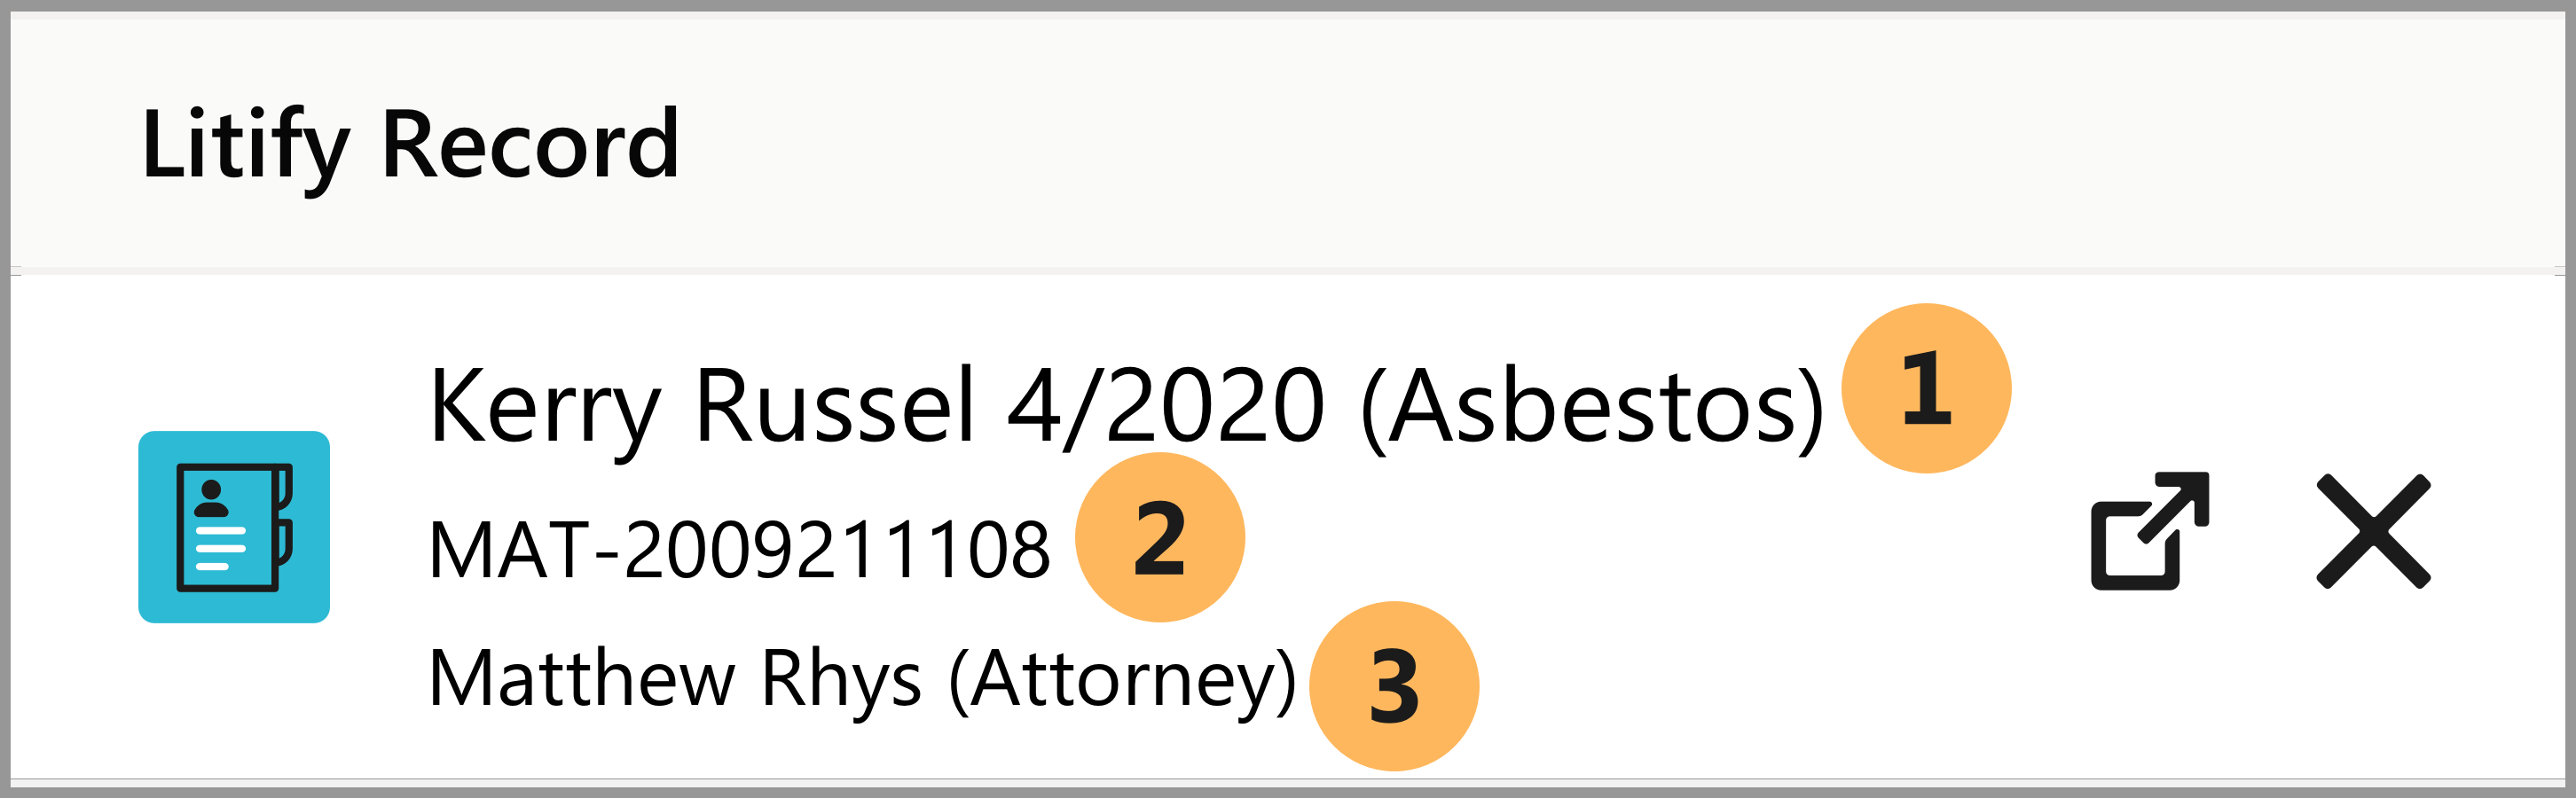 Litify Record
Kerry Russel 4/2020 (Asbestos) 1
MAT-2009211108 2
Matthew Rhys (Attorney) 3